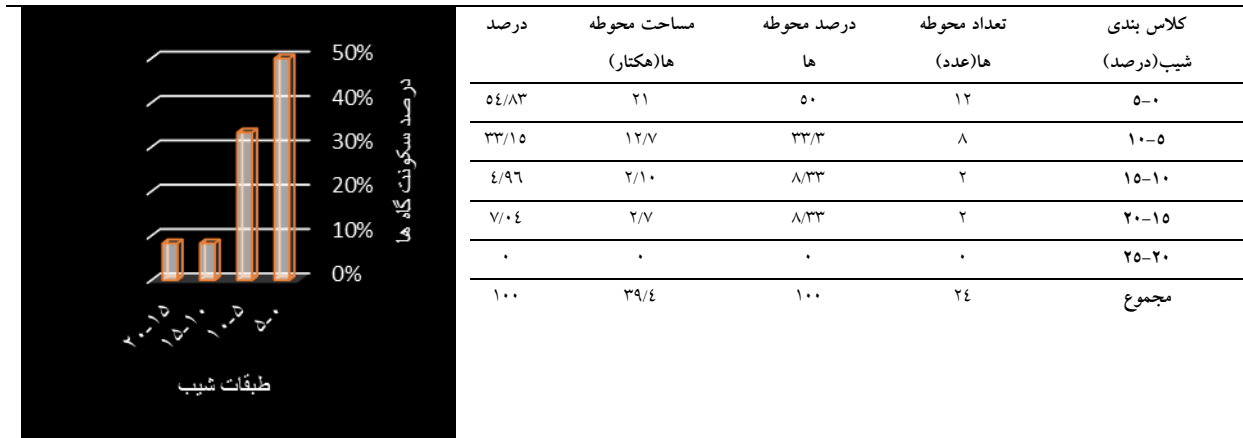 کلاس بندی شیب(درصد) تعداد محوطه ها(عدد) درصد محوطه ها مساحت محوطه ها(هکتار) درصد
۰-۵ ۱۲ ۵۰ ۲۱ ۵٤/۸۳
۵-۱۰ ۸ ۳۳/۳ ۱۲/۷ ۳۳/۱۵
۱۰-۱۵ ۲ ۸/۳۳ ۲/۱۰ ٤/۹٦
۱۵-۲۰ ۲ ۸/۳۳ ۲/۷ ۷/۰٤
۲۰-۲۵ ۰ ۰ ۰ ۰
مجموع ۲٤ ۱۰۰ ۳۹/٤ ۱۰۰
درصد سکونت گاه ها
50%
40%
30%
20%
10%
0%
۰-۵
۵-۱۰
۱۰-۱۵
۱۵-۲۰
طبقات شیب